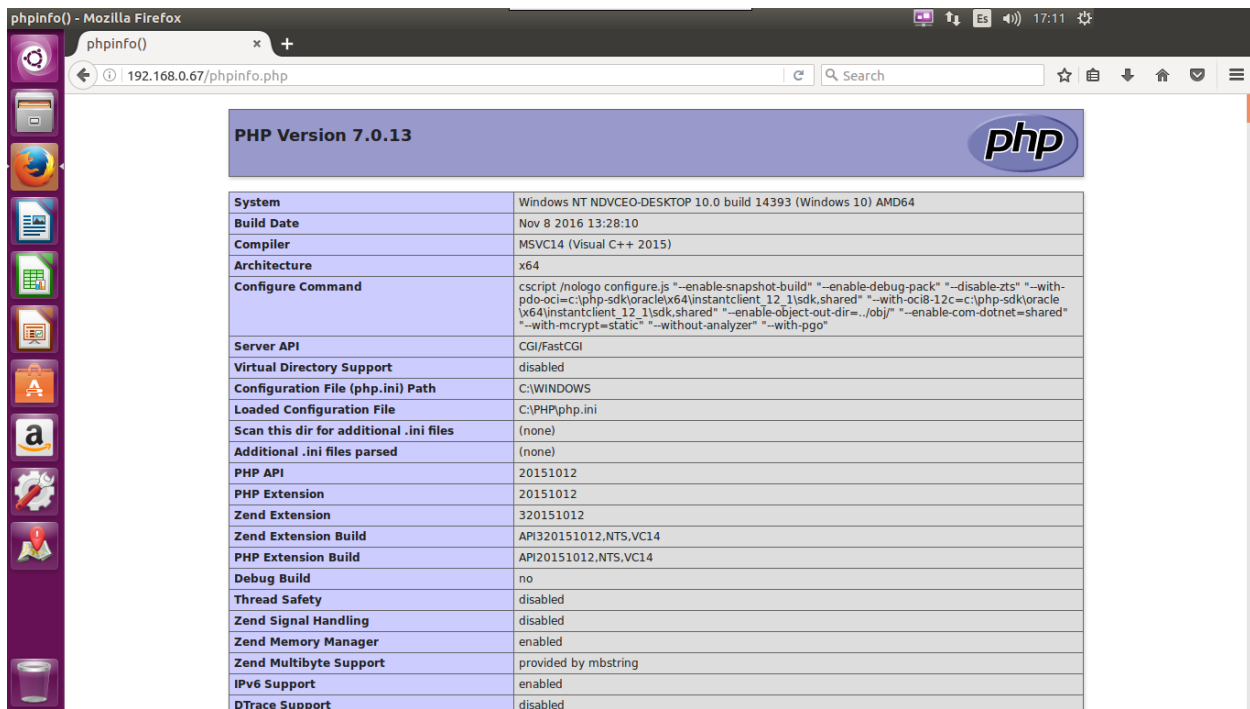 phpinfo() - Mozilla Firefox
Es
17:11
phpinfo()
192.168.0.67/phpinfo.php
Search
PHP Version 7.0.13
php
System Windows NT NDVCEO-DESKTOP 10.0 build 14393 (Windows 10) AMD64
Build Date Nov 8 2016 13:28:10
Compiler MSVC14 (Visual C++ 2015)
Architecture x64
Configure Command cscript /nologo configure.js "--enable-snapshot-build" "--enable-debug-pack" "--disable-zts" "--with-
pdo-oci=c:\php-sdk\oracle\x64\instantclient_12_1\sdk,shared" "--with-oci8-12c=c:\php-sdk\oracle
\x64\instantclient_12_1\sdk,shared" "--enable-object-out-dir=../obj/" "--enable-com-dotnet=shared"
"--with-mcrypt=static" "--without-analyzer" "--with-pgo"
Server API CGI/FastCGI
Virtual Directory Support disabled
Configuration File (php.ini) Path C:\WINDOWS
Loaded Configuration File C:\PHP\php.ini
Scan this dir for additional .ini files (none)
Additional .ini files parsed (none)
PHP API 20151012
PHP Extension 20151012
Zend Extension 320151012
Zend Extension Build API320151012,NTS,VC14
PHP Extension Build API20151012,NTS,VC14
Debug Build no
Thread Safety disabled
Zend Signal Handling disabled
Zend Memory Manager enabled
Zend Multibyte Support provided by mbstring
IPv6 Support enabled
DTrace Support disabled